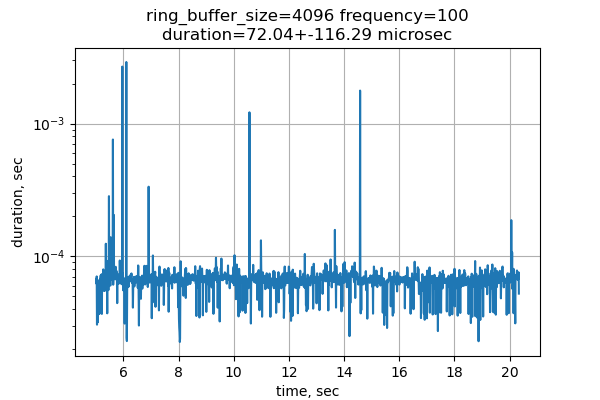 ring_buffer_size=4096 frequency=100
duration=72.04+-116.29 microsec
10⁻³
10⁻⁴
duration, sec
6 8 10 12 14 16 18 20
time, sec